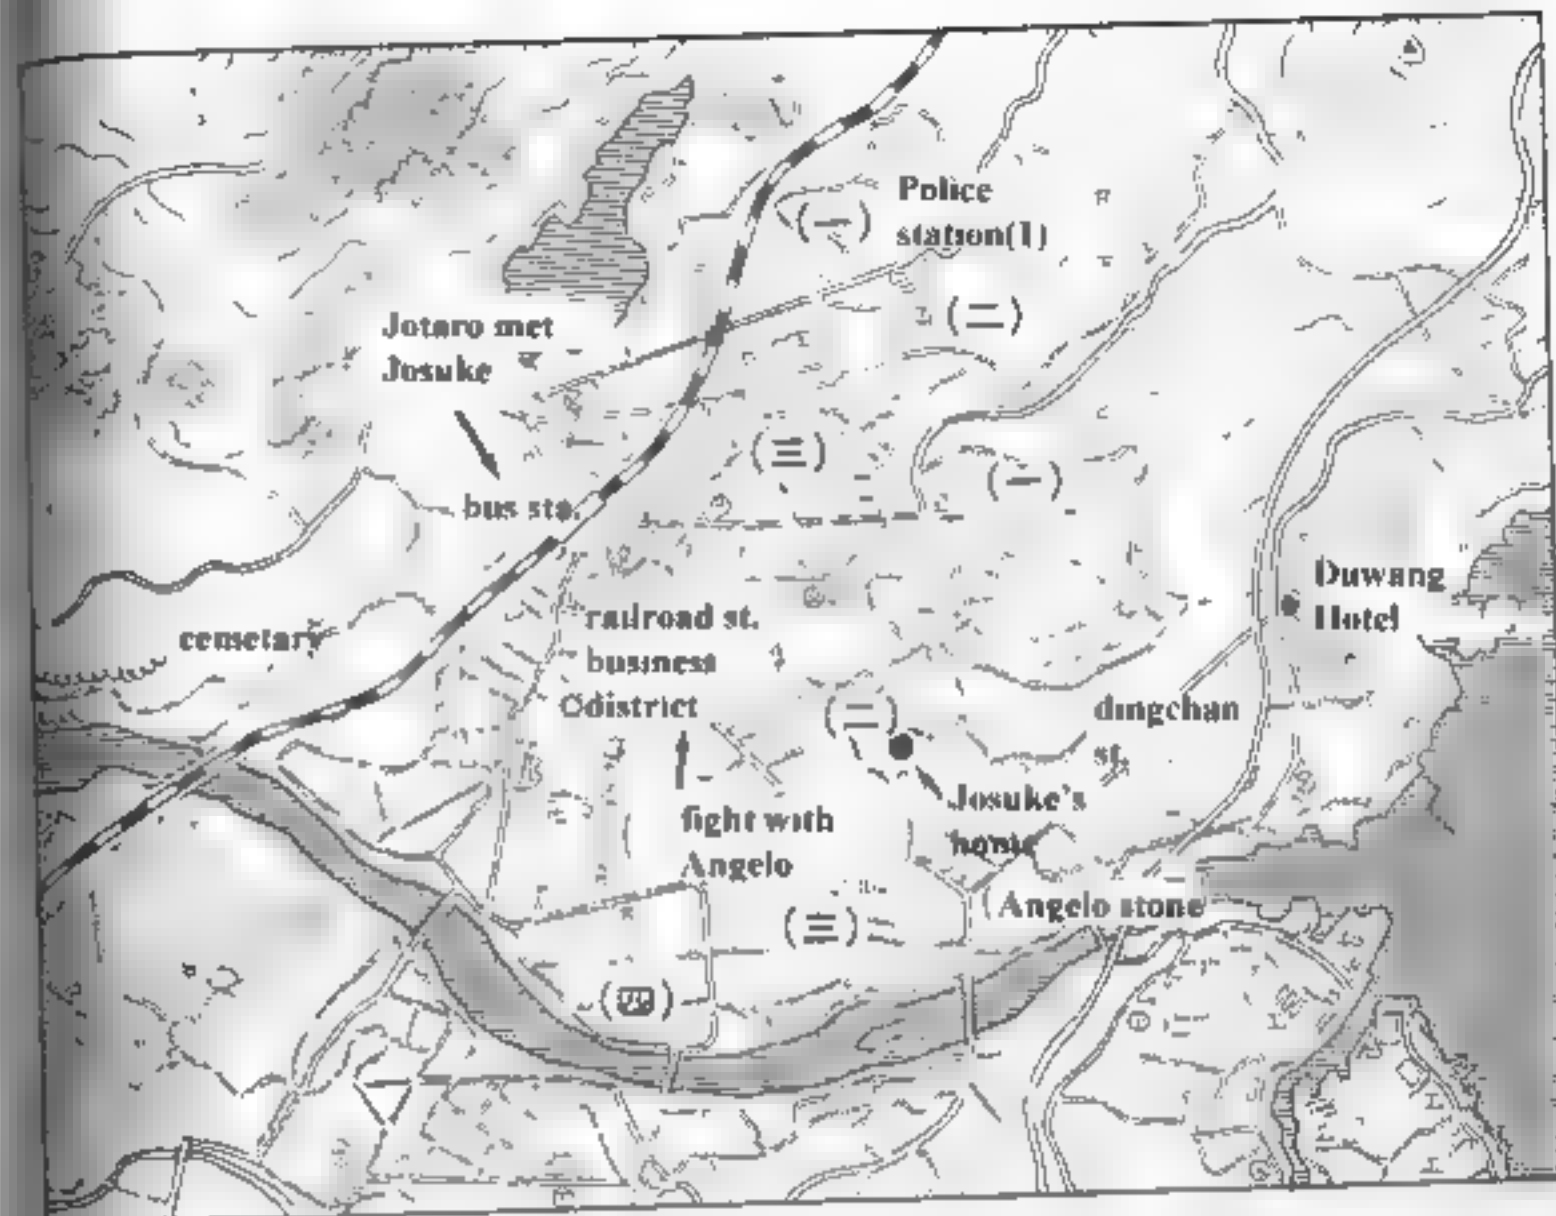 Police
station(1)
(一)
(二)
Jotaro met
Josuke
(三)
(一)
bus sta.
Duwang
Hotel
railroad st.
business
district
cemetary
(二)
dingchan
st.
Josuke's
home
fight with
Angelo
(Angelo stone
(三)
(四)